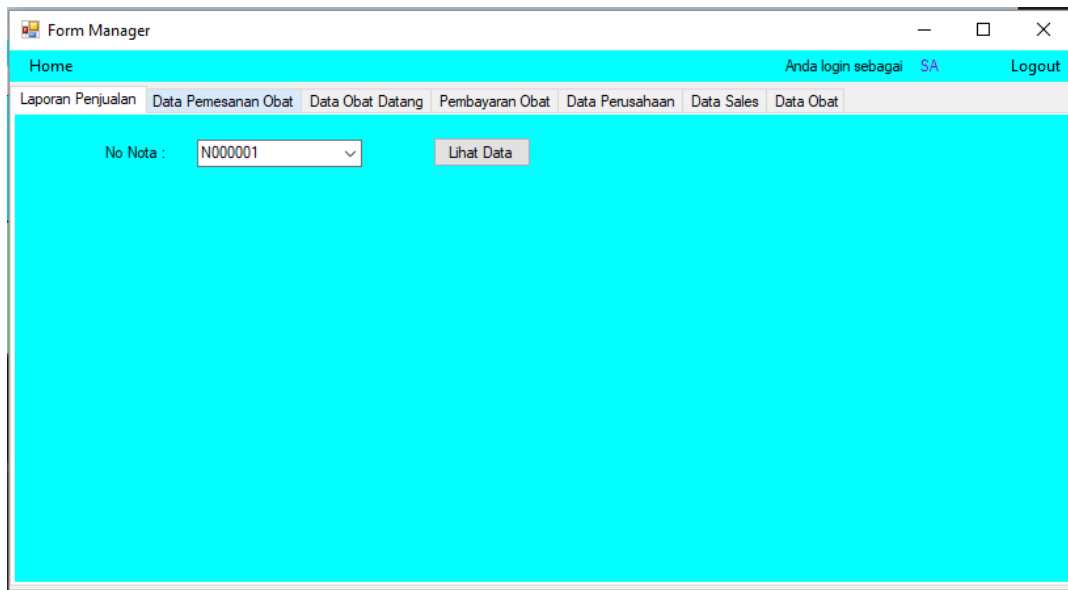 Form Manager
Home Anda login sebagai SA Logout
Laporan Penjualan Data Pemesanan Obat Data Obat Datang Pembayaran Obat Data Perusahaan Data Sales Data Obat
No Nota : N000001 Lihat Data